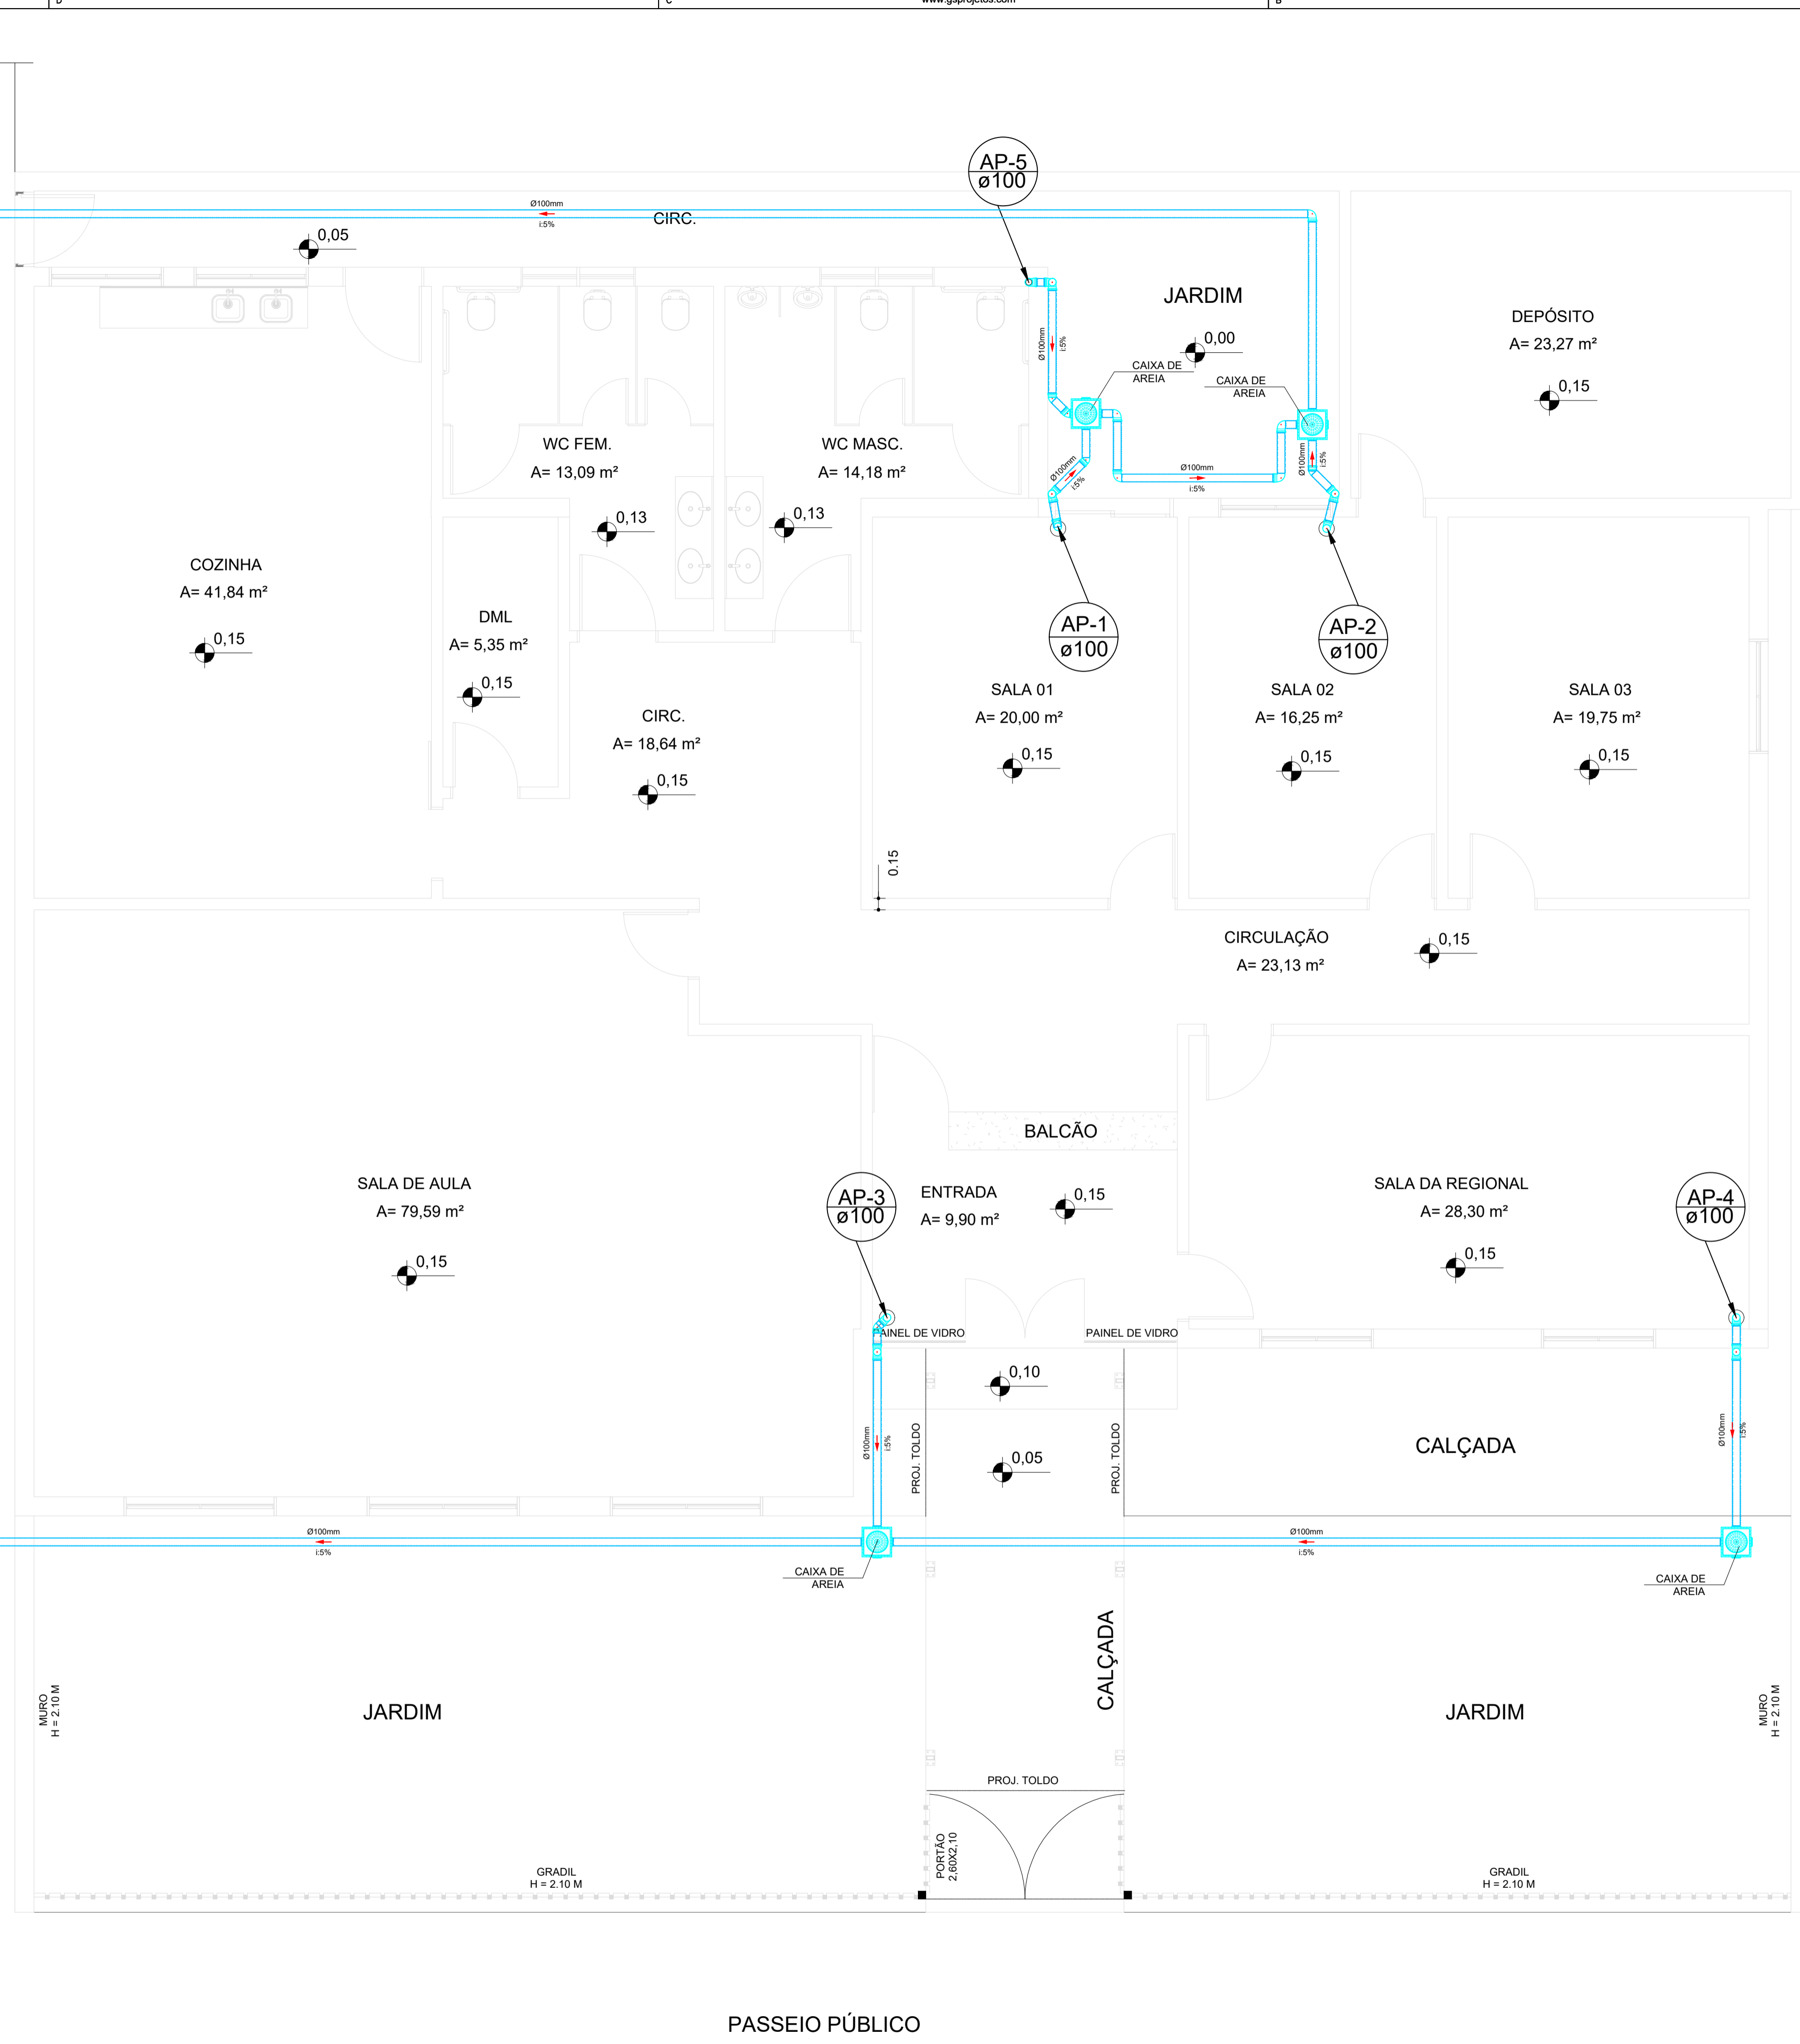 D
C
www.gsprojetos.com
B
AP-5
ø100
Ø100mm
i:5%
CIRC.
0,05
JARDIM
0,00
DEPÓSITO
A= 23,27 m²
0,15
Ø100mm
i:5%
CAIXA DE
AREIA
CAIXA DE
AREIA
WC FEM.
A= 13,09 m²
0,13
WC MASC.
A= 14,18 m²
0,13
Ø100mm
i:5%
Ø100mm
i:5%
Ø100mm
i:5%
COZINHA
A= 41,84 m²
0,15
DML
A= 5,35 m²
0,15
AP-1
ø100
AP-2
ø100
CIRC.
A= 18,64 m²
0,15
SALA 01
A= 20,00 m²
0,15
SALA 02
A= 16,25 m²
0,15
SALA 03
A= 19,75 m²
0,15
0.15
CIRCULAÇÃO
A= 23,13 m²
0,15
BALCÃO
SALA DE AULA
A= 79,59 m²
0,15
AP-3
ø100
ENTRADA
A= 9,90 m²
0,15
SALA DA REGIONAL
A= 28,30 m²
0,15
AP-4
ø100
AINEL DE VIDRO
PAINEL DE VIDRO
0,10
Ø100mm
i:5%
PROJ. TOLDO
0,05
PROJ. TOLDO
CALÇADA
Ø100mm
i:5%
Ø100mm
i:5%
Ø100mm
i:5%
CAIXA DE
AREIA
CAIXA DE
AREIA
CALÇADA
MURO
H = 2.10 M
JARDIM
JARDIM
MURO
H = 2.10 M
PROJ. TOLDO
PORTÃO
2,60X2,10
GRADIL
H = 2.10 M
GRADIL
H = 2.10 M
PASSEIO PÚBLICO